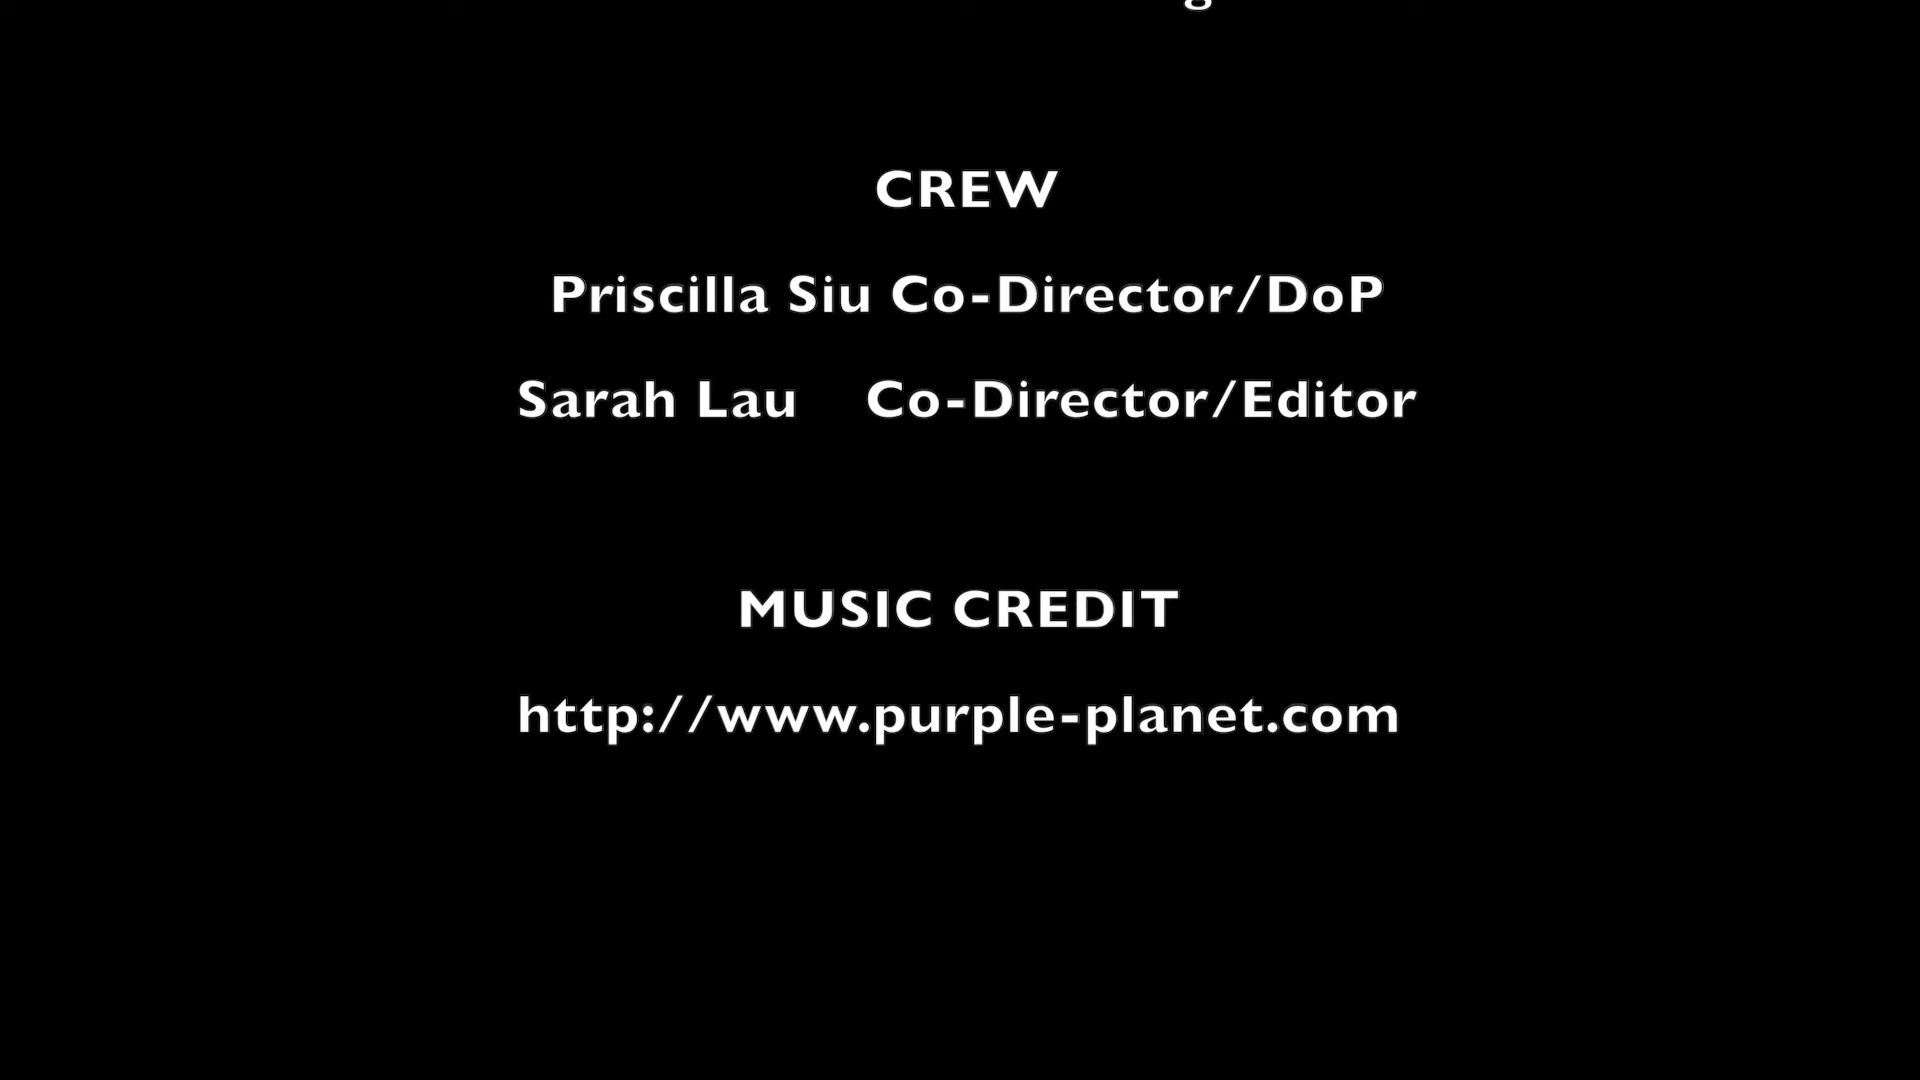 CREW
Priscilla Siu Co-Director/DoP
Sarah Lau Co-Director/Editor
MUSIC CREDIT
http://www.purple-planet.com